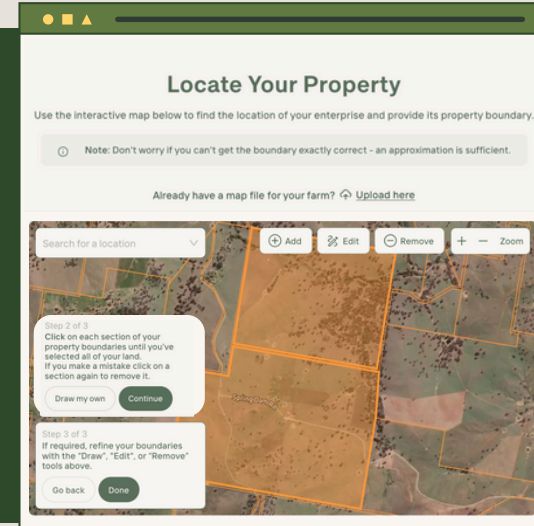 Locate Your Property
Use the interactive map below to find the location of your enterprise and provide its property boundary.
Note: Don't worry if you can't get the boundary exactly correct - an approximation is sufficient.
Already have a map file for your farm? Upload here
Search for a location
Add
Edit
Remove
+ − Zoom
Step 2 of 3
Click on each section of your
property boundaries until you've
selected all of your land.
If you make a mistake click on a
section again to remove it.
Draw my own
Continue
Step 3 of 3
If required, refine your boundaries
with the "Draw", "Edit", or "Remove"
tools above.
Go back
Done